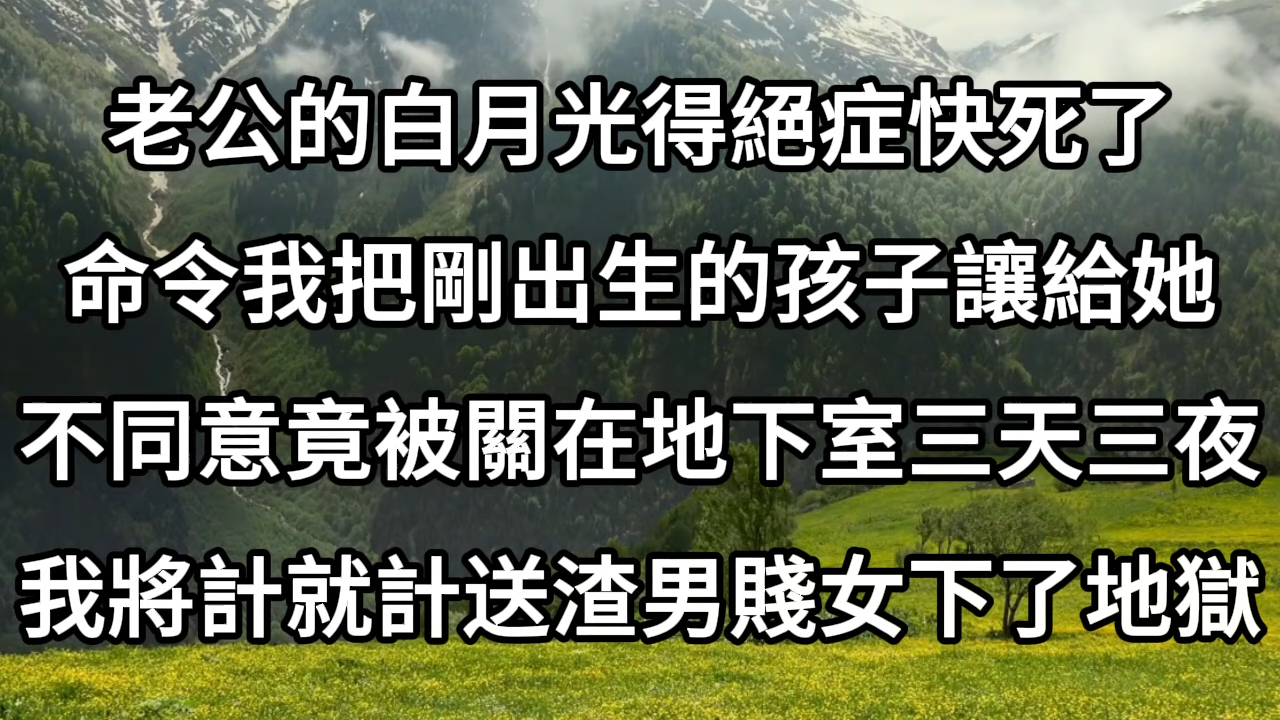 老公的白月光得絕症快死了
命令我把剛出生的孩子讓給她
不同意竟被關在地下室三天三夜
我將計就計送渣男賤女下了地獄